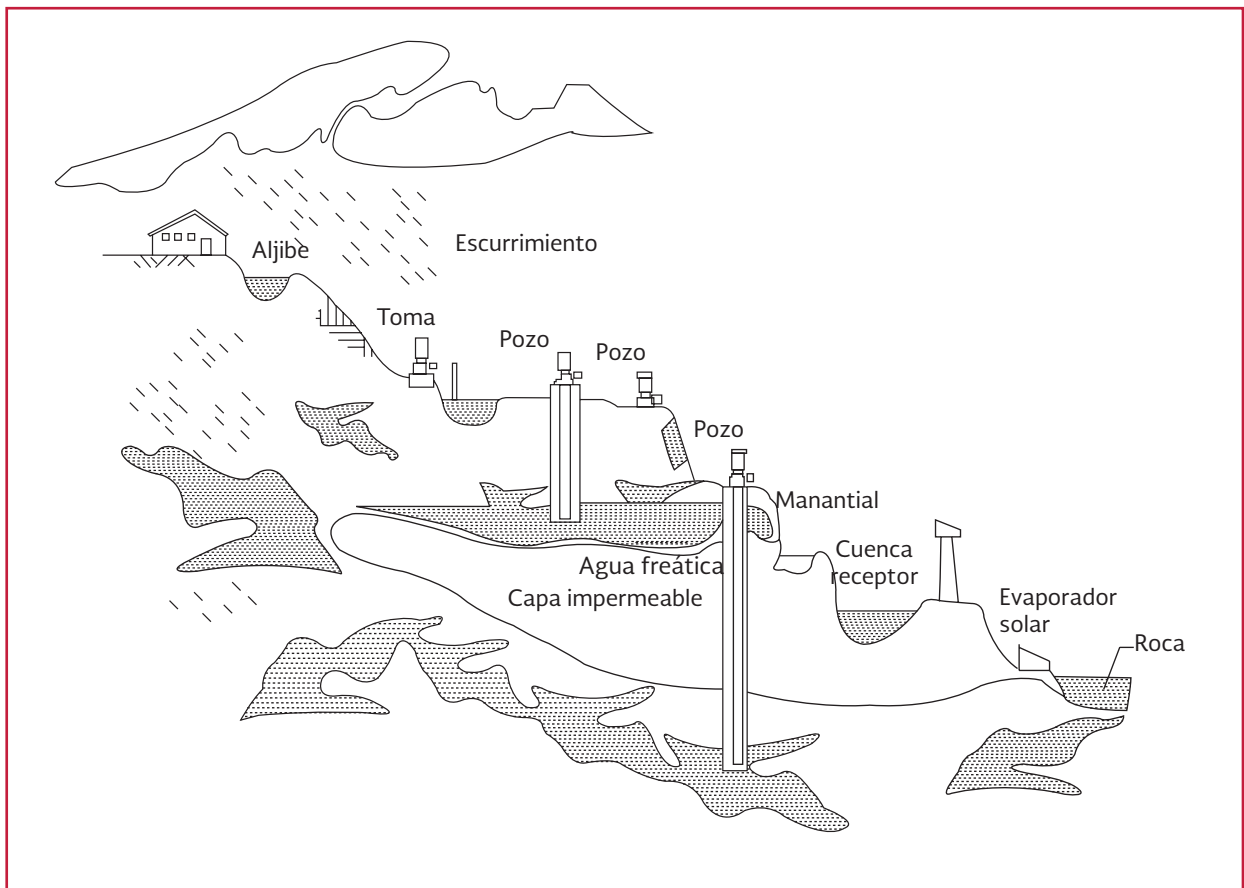 Aljibe
Escurrimiento
Toma
Pozo
Pozo
Pozo
Manantial
Agua freática
Capa impermeable
Cuenca
receptor
Evaporador
solar
Roca